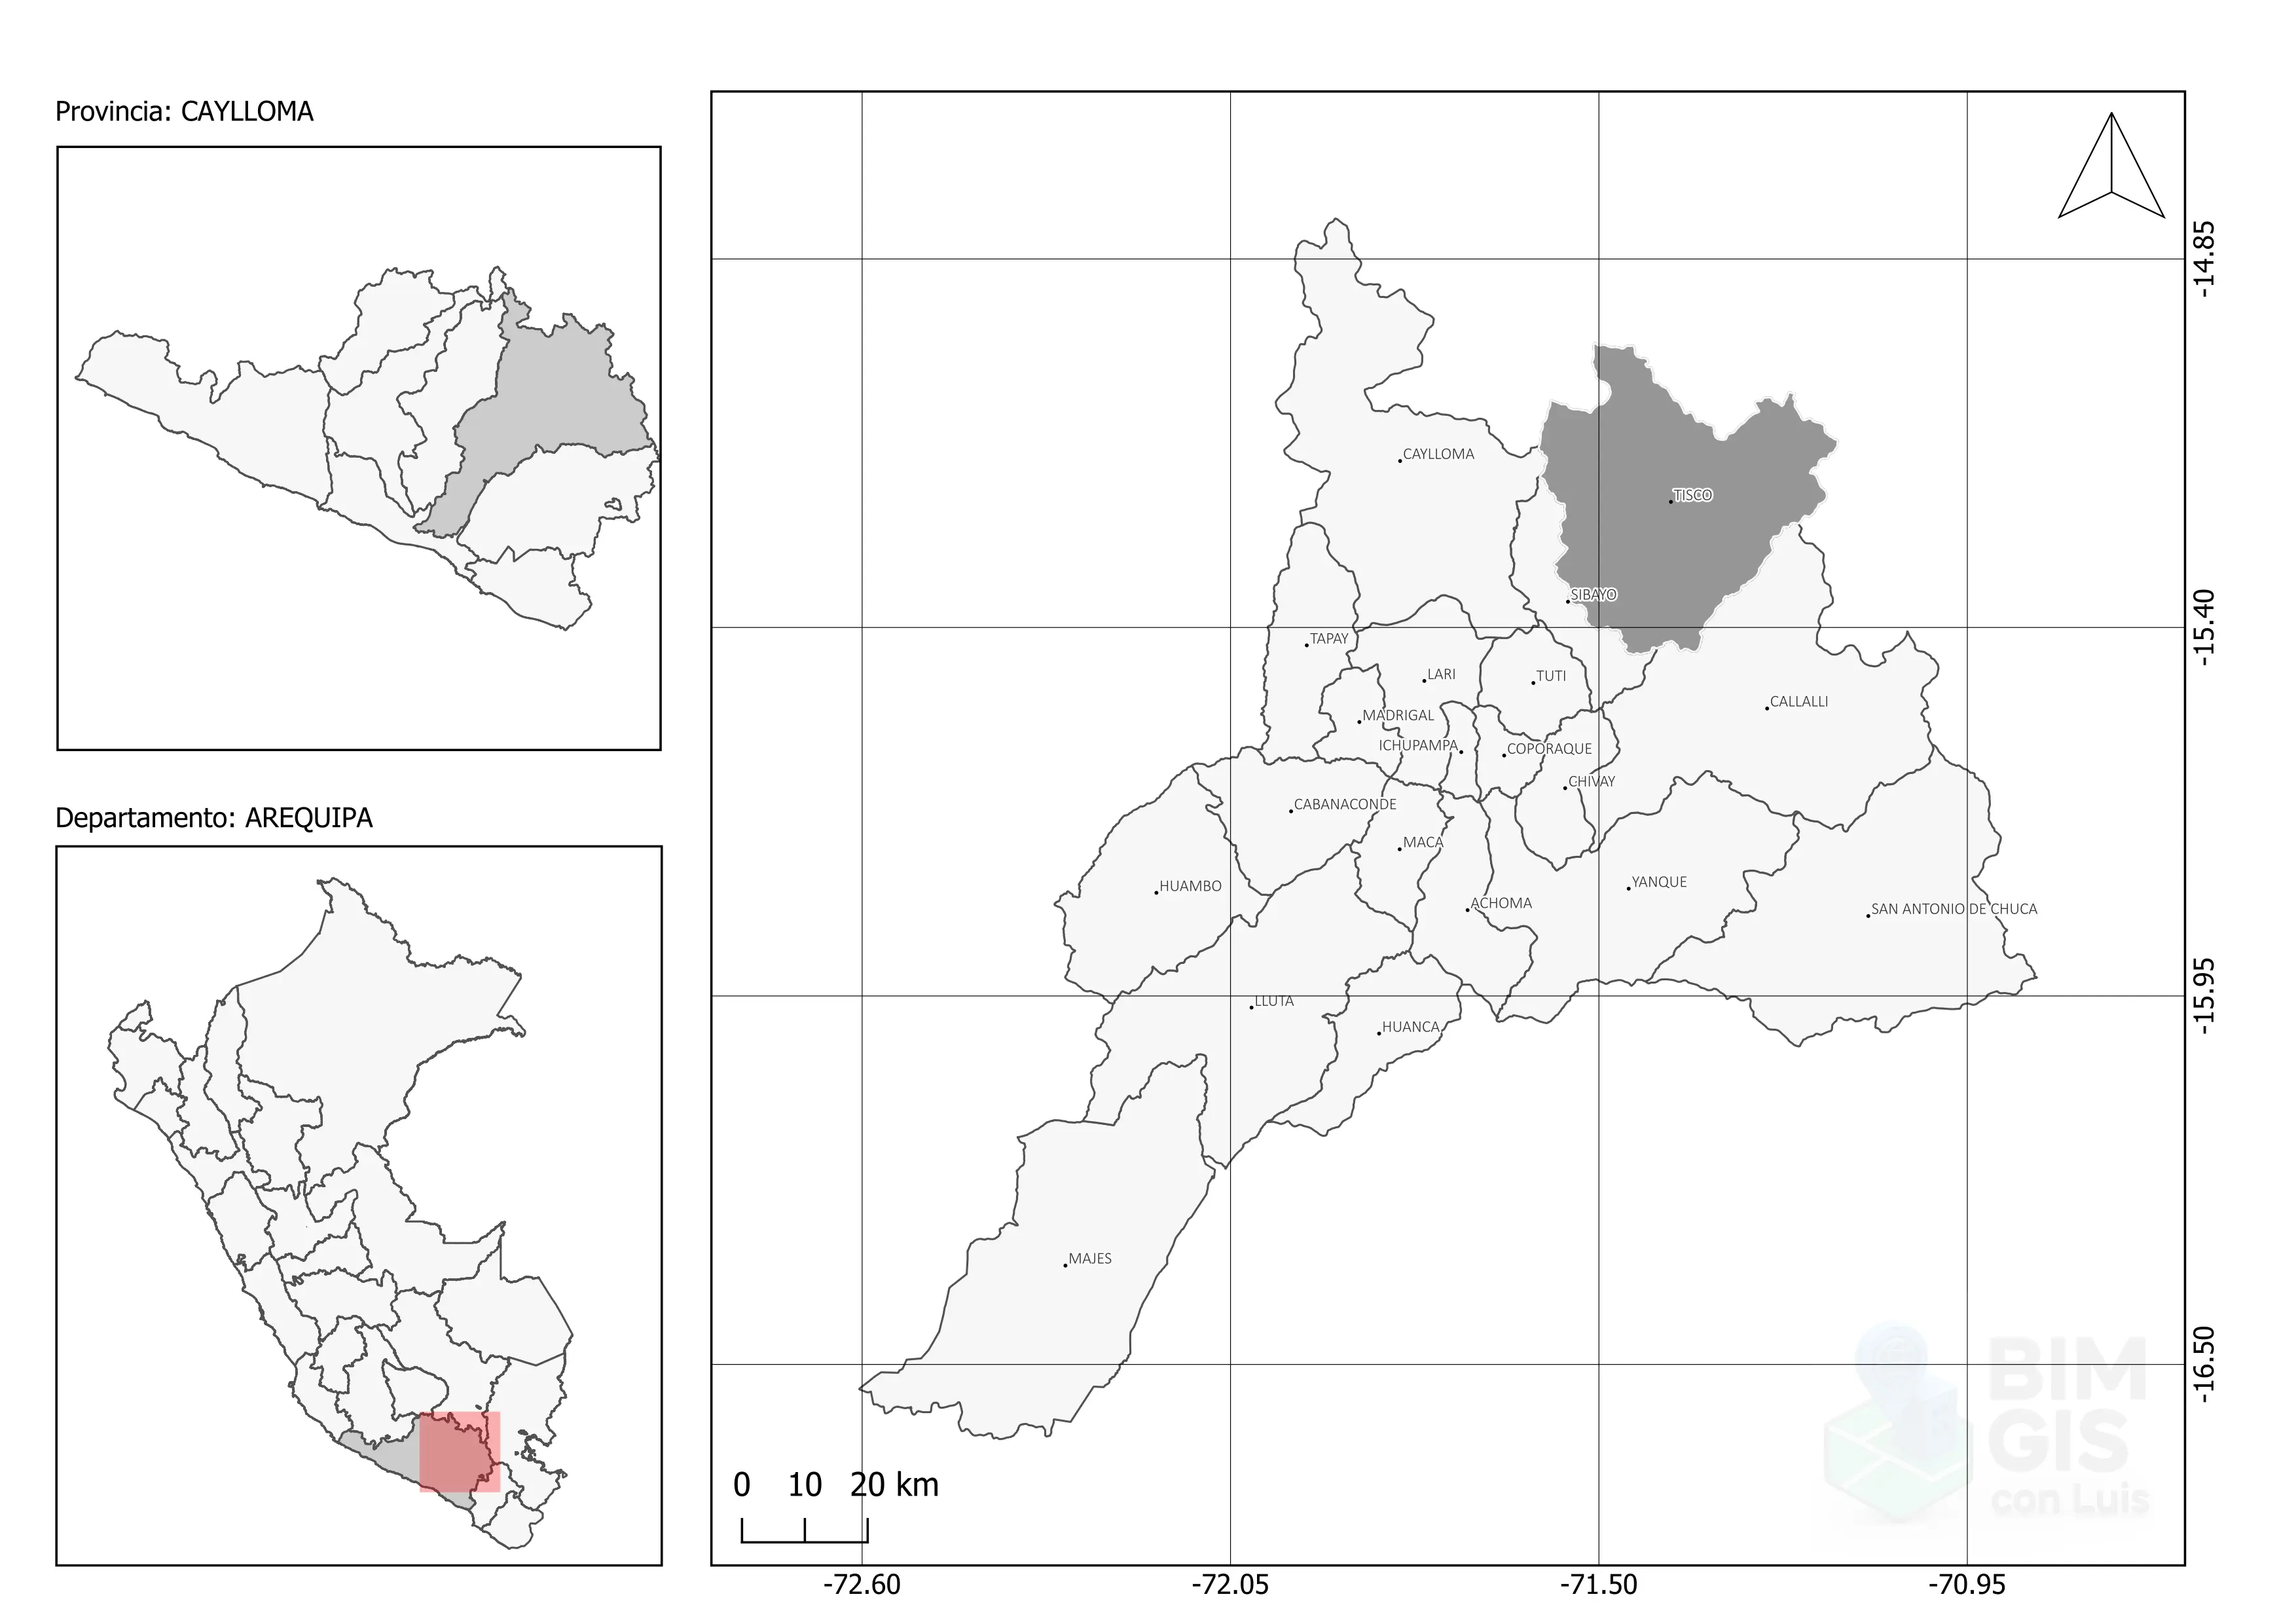 Provincia: CAYLLOMA
Departamento: AREQUIPA
CAYLLOMA
TISCO
SIBAYO
TAPAY
LARI
TUTI
CALLALLI
MADRIGAL
ICHUPAMPA
COPORAQUE
CHIVAY
CABANACONDE
MACA
HUAMBO
YANQUE
ACHOMA
SAN ANTONIO DE CHUCA
LLUTA
HUANCA
MAJES
-14.85
-15.40
-15.95
-16.50
0 10 20 km
-72.60 -72.05 -71.50 -70.95
BIM
GIS
con Luis